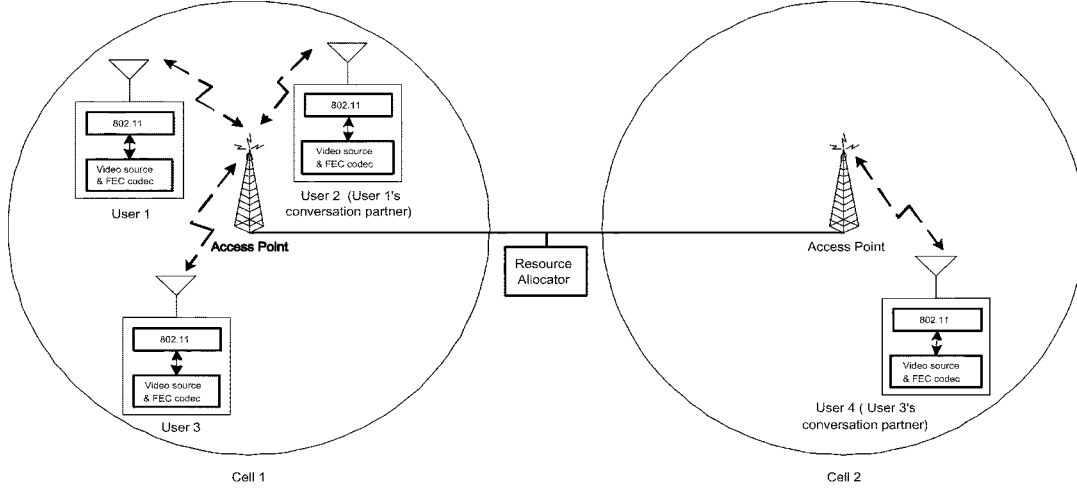 802.11
Video source
& FEC codec
User 1
802.11
Video source
& FEC codec
User 2 (User 1's
conversation partner)
Access Point
802.11
Video source
& FEC codec
User 3
Cell 1
Resource
Allocator
Access Point
802.11
Video source
& FEC codec
User 4 ( User 3's
conversation partner)
Cell 2